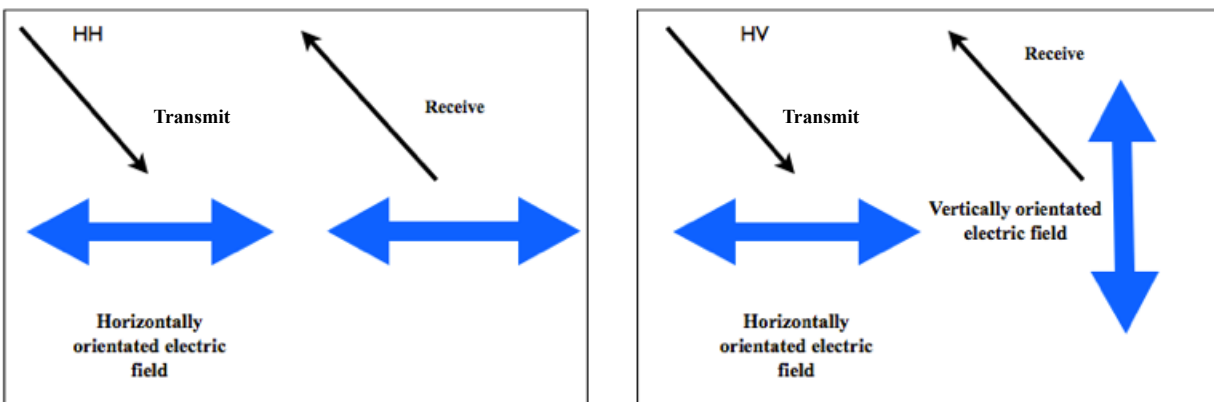 HH
Transmit
Receive
Horizontally
orientated electric
field
HV
Receive
Transmit
Vertically orientated
electric field
Horizontally
orientated electric
field